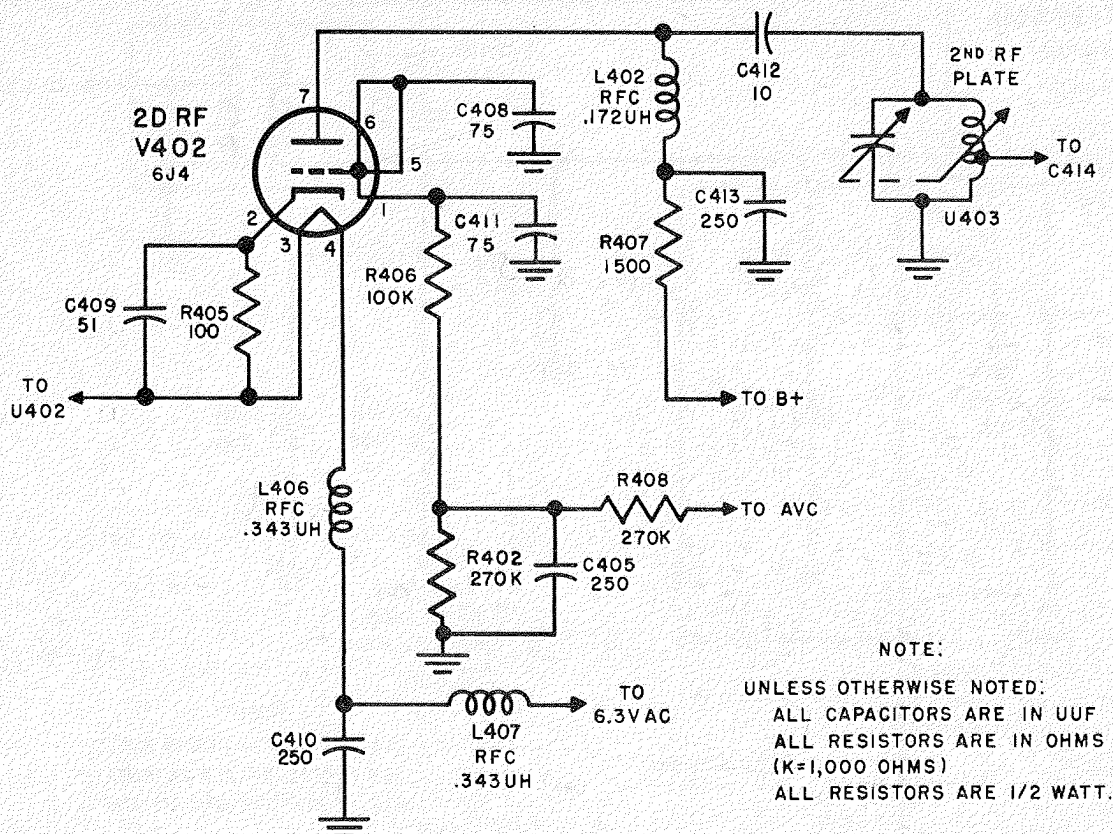 2D RF
V402
6J4
7
6
5
1
2
3
4
C408
75
C411
75
R406
100K
C409
51
R405
100
TO
U402
L402
RFC
.172UH
C412
10
2ND RF
PLATE
TO
C414
U403
C413
250
R407
1500
TO B+
L406
RFC
.343UH
R408
270K
TO AVC
R402
270K
C405
250
C410
250
L407
RFC
.343UH
TO
6.3VAC
NOTE:
UNLESS OTHERWISE NOTED:
ALL CAPACITORS ARE IN UUF
ALL RESISTORS ARE IN OHMS
(K=1,000 OHMS)
ALL RESISTORS ARE 1/2 WATT.